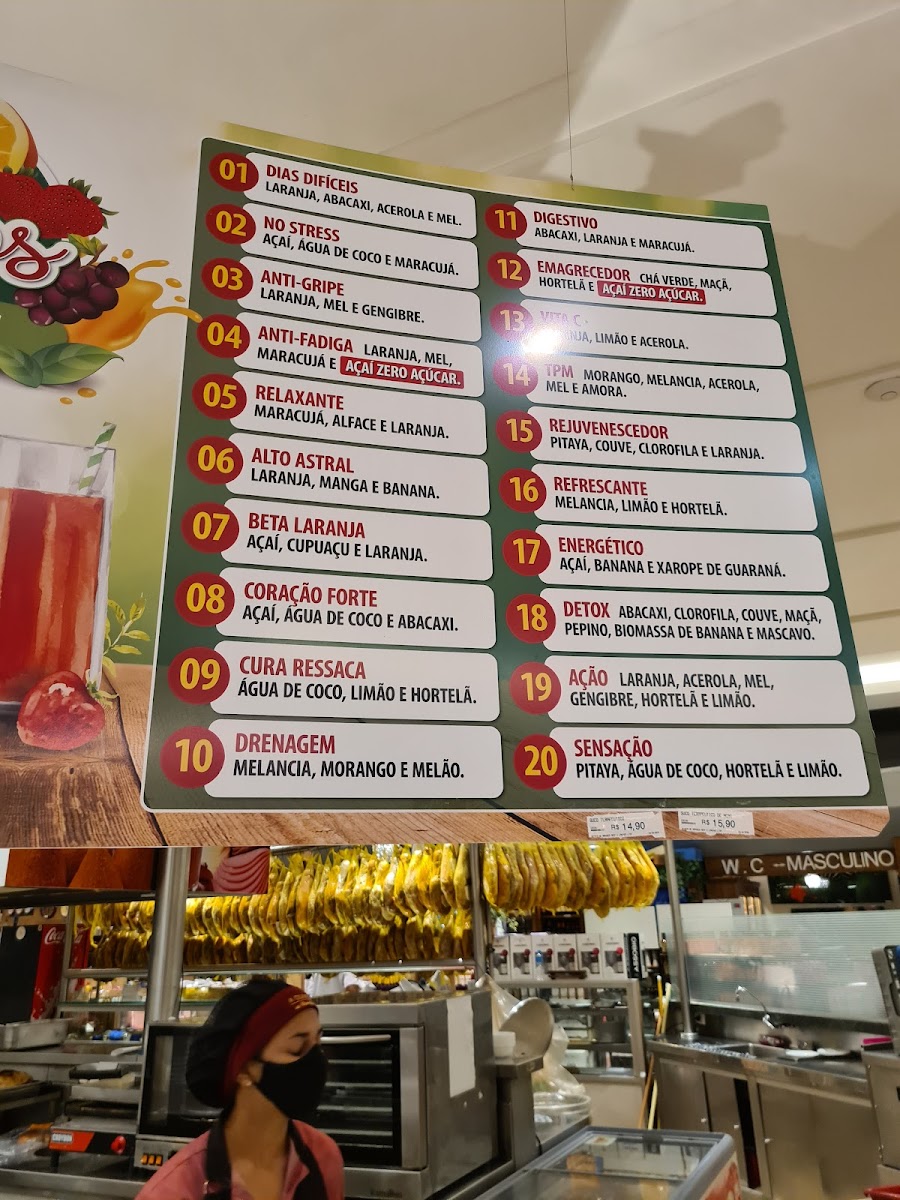 os
01
DIAS DIFÍCEIS
LARANJA, ABACAXI, ACEROLA E MEL.
02
NO STRESS
AÇAÍ, ÁGUA DE COCO E MARACUJÁ.
03
ANTI-GRIPE
LARANJA, MEL E GENGIBRE.
04
ANTI-FADIGA LARANJA, MEL,
MARACUJÁ E AÇAÍ ZERO AÇÚCAR.
05
RELAXANTE
MARACUJÁ, ALFACE E LARANJA.
06
ALTO ASTRAL
LARANJA, MANGA E BANANA.
07
BETA LARANJA
AÇAÍ, CUPUAÇU E LARANJA.
08
CORAÇÃO FORTE
AÇAÍ, ÁGUA DE COCO E ABACAXI.
09
CURA RESSACA
ÁGUA DE COCO, LIMÃO E HORTELÃ.
10
DRENAGEM
MELANCIA, MORANGO E MELÃO.
11
DIGESTIVO
ABACAXI, LARANJA E MARACUJÁ.
12
EMAGRECEDOR CHÁ VERDE, MAÇÃ,
HORTELÃ E AÇAÍ ZERO AÇÚCAR.
13
VITA C
LIMÃO E ACEROLA.
14
TPM MORANGO, MELANCIA, ACEROLA,
MEL E AMORA.
15
REJUVENESCEDOR
PITAYA, COUVE, CLOROFILA E LARANJA.
16
REFRESCANTE
MELANCIA, LIMÃO E HORTELÃ.
17
ENERGÉTICO
AÇAÍ, BANANA E XAROPE DE GUARANÁ.
18
DETOX ABACAXI, CLOROFILA, COUVE, MAÇÃ,
PEPINO, BIOMASSA DE BANANA E MASCAVO.
19
AÇÃO LARANJA, ACEROLA, MEL,
GENGIBRE, HORTELÃ E LIMÃO.
20
SENSAÇÃO
PITAYA, ÁGUA DE COCO, HORTELÃ E LIMÃO.
R$ 14,90
R$ 15,90
W.C - MASCULINO